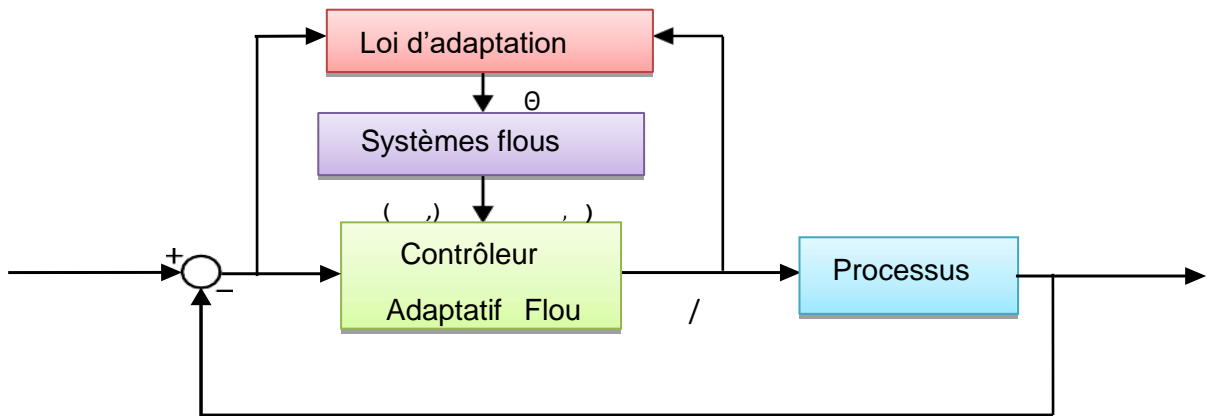 Loi d'adaptation
Θ
Systèmes flous
( ,) , )
+
−
Contrôleur
Adaptatif Flou
/
Processus